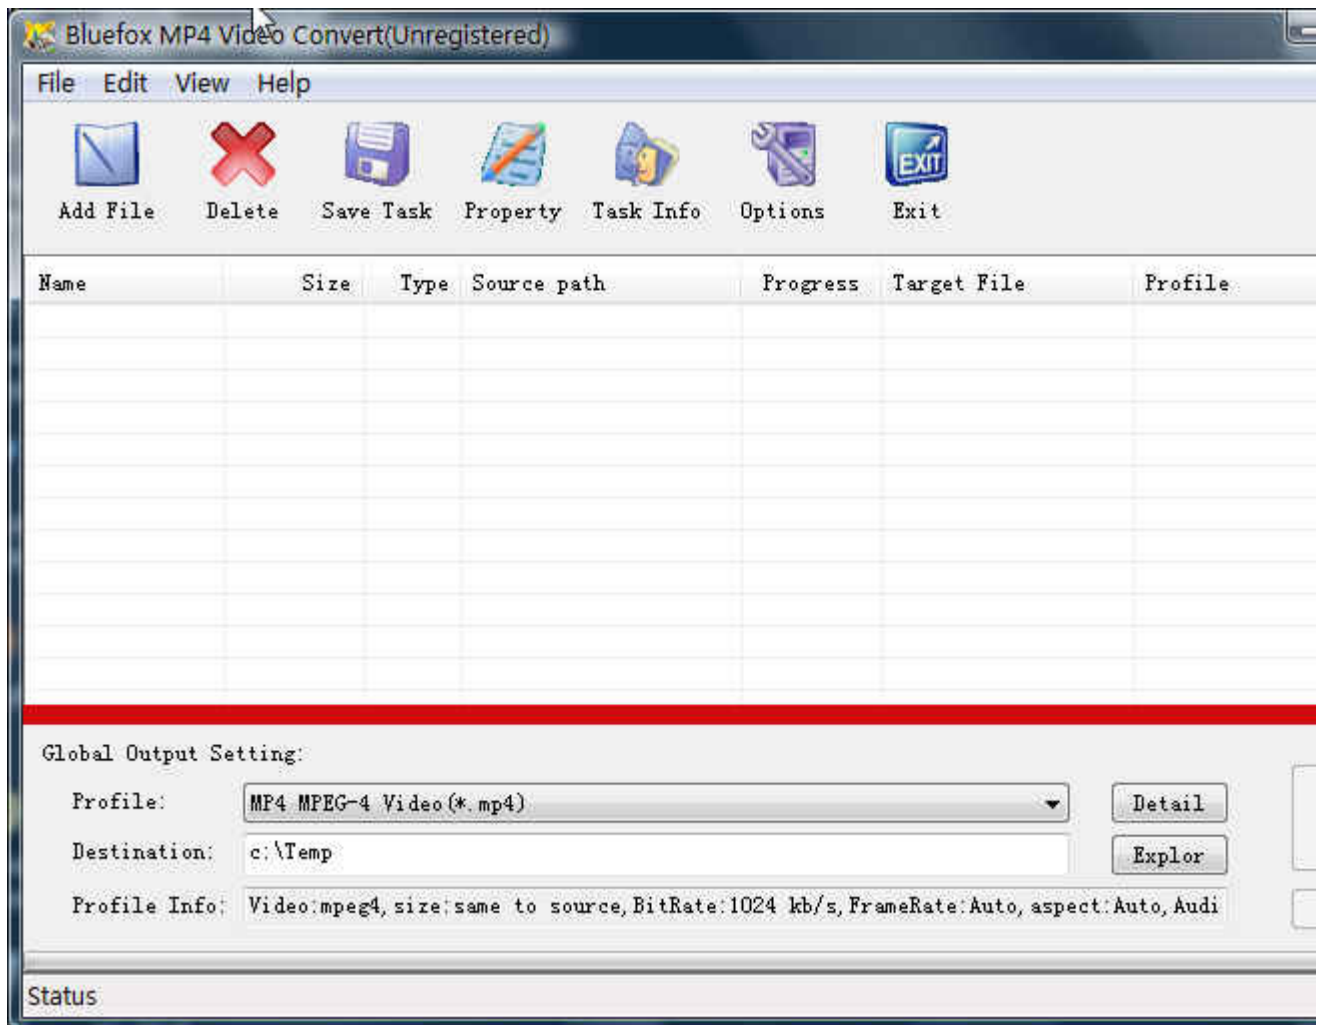 Bluefox MP4 Video Convert(Unregistered)
File Edit View Help
EXIT
Add File Delete Save Task Property Task Info Options Exit
Name Size Type Source path Progress Target File Profile
Global Output Setting:
Profile: MP4 MPEG-4 Video(*.mp4) Detail
Destination: c:\Temp Explor
Profile Info: Video:mpeg4,size:same to source,BitRate:1024 kb/s,FrameRate:Auto,aspect:Auto,Audi
Status